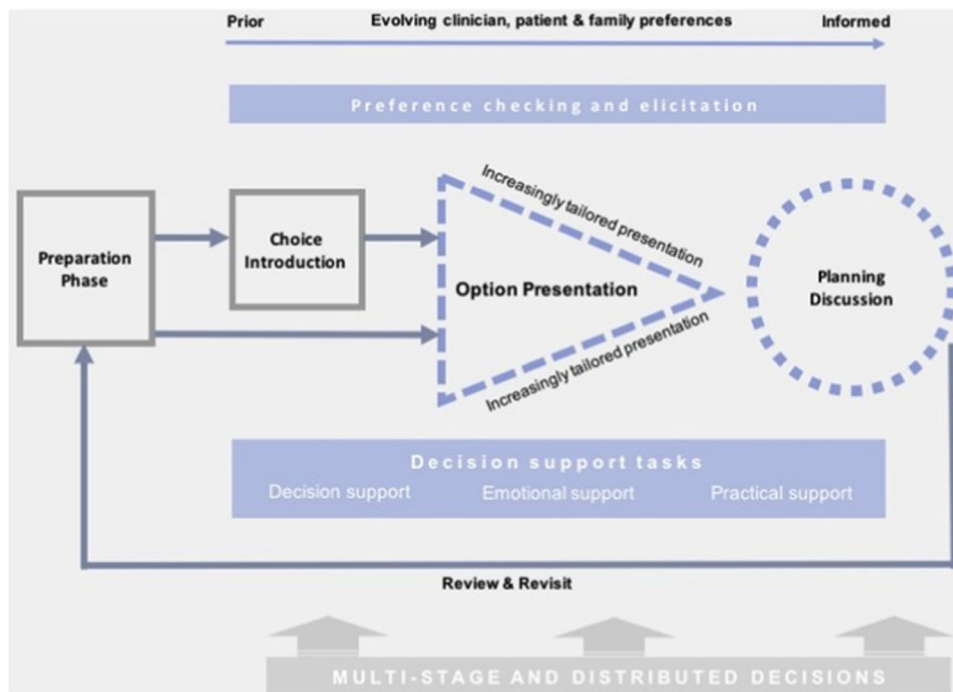 Prior Evolving clinician, patient & family preferences Informed
Preference checking and elicitation
Increasingly tailored presentation
Preparation
Phase
Choice
Introduction
Option Presentation
Planning
Discussion
Increasingly tailored presentation
Decision support tasks
Decision support Emotional support Practical support
Review & Revisit
MULTI-STAGE AND DISTRIBUTED DECISIONS